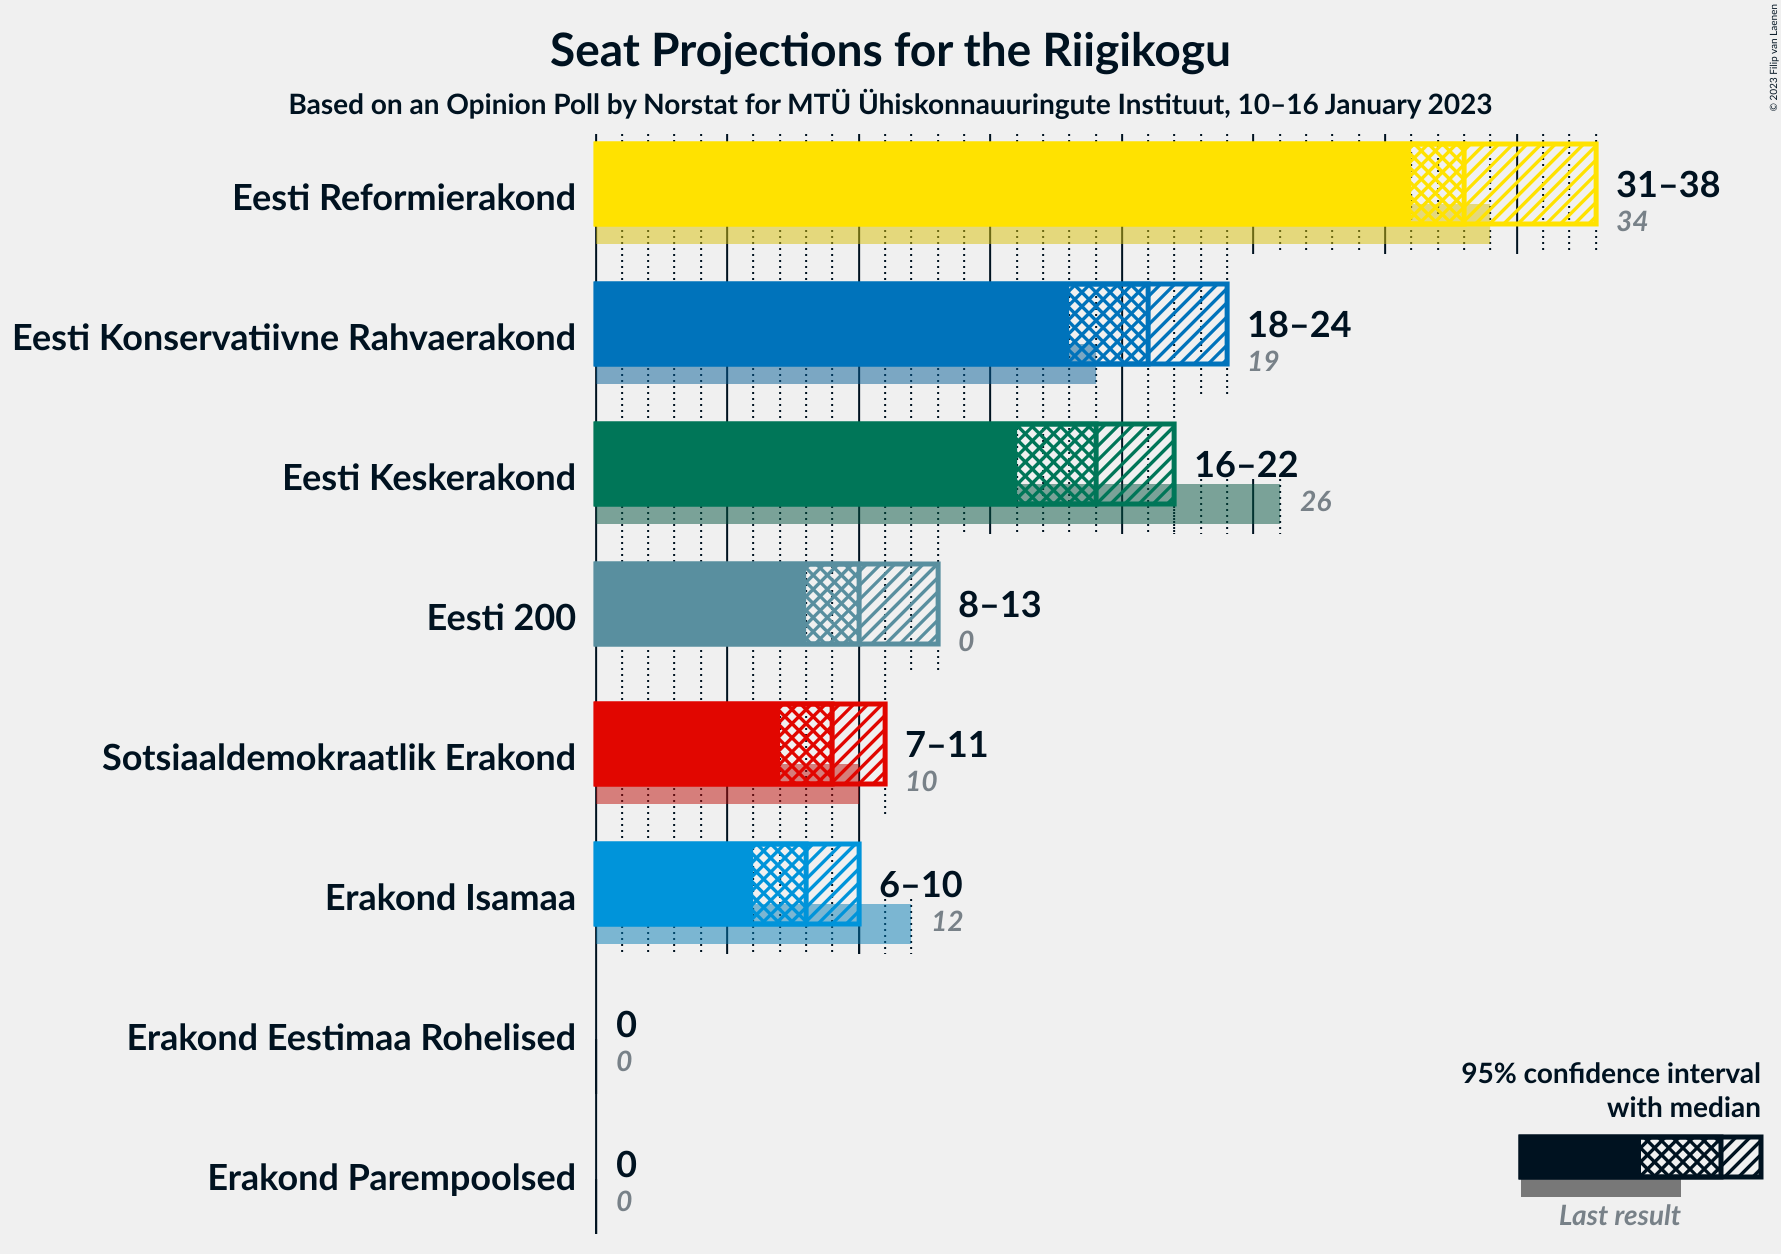 Seat Projections for the Riigikogu
Based on an Opinion Poll by Norstat for MTÜ Ühiskonnauuringute Instituut, 10–16 January 2023
© 2023 Filip van Laenen
Eesti Reformierakond
31–38
34
Eesti Konservatiivne Rahvaerakond
18–24
19
Eesti Keskerakond
16–22
26
Eesti 200
8–13
0
Sotsiaaldemokraatlik Erakond
7–11
10
Erakond Isamaa
6–10
12
Erakond Eestimaa Rohelised
0
0
Erakond Parempoolsed
0
0
95% confidence interval
with median
Last result